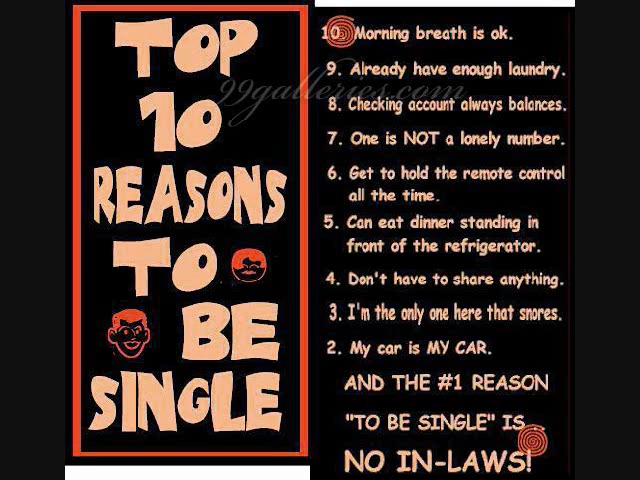 TOP
10
REASONS
TO
BE
SINGLE
99galleries.com
10. Morning breath is ok.
9. Already have enough laundry.
8. Checking account always balances.
7. One is NOT a lonely number.
6. Get to hold the remote control
all the time.
5. Can eat dinner standing in
front of the refrigerator.
4. Don't have to share anything.
3. I'm the only one here that snores.
2. My car is MY CAR.
AND THE #1 REASON
"TO BE SINGLE" IS...
NO IN-LAWS!